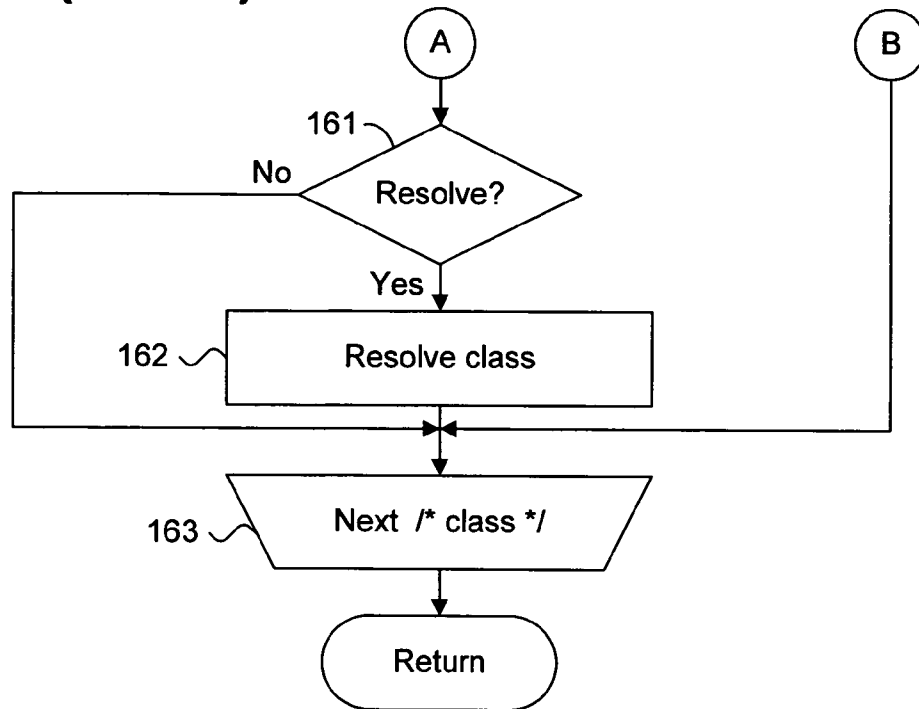 A
B
161
No
Resolve?
Yes
162
Resolve class
163
Next /* class */
Return